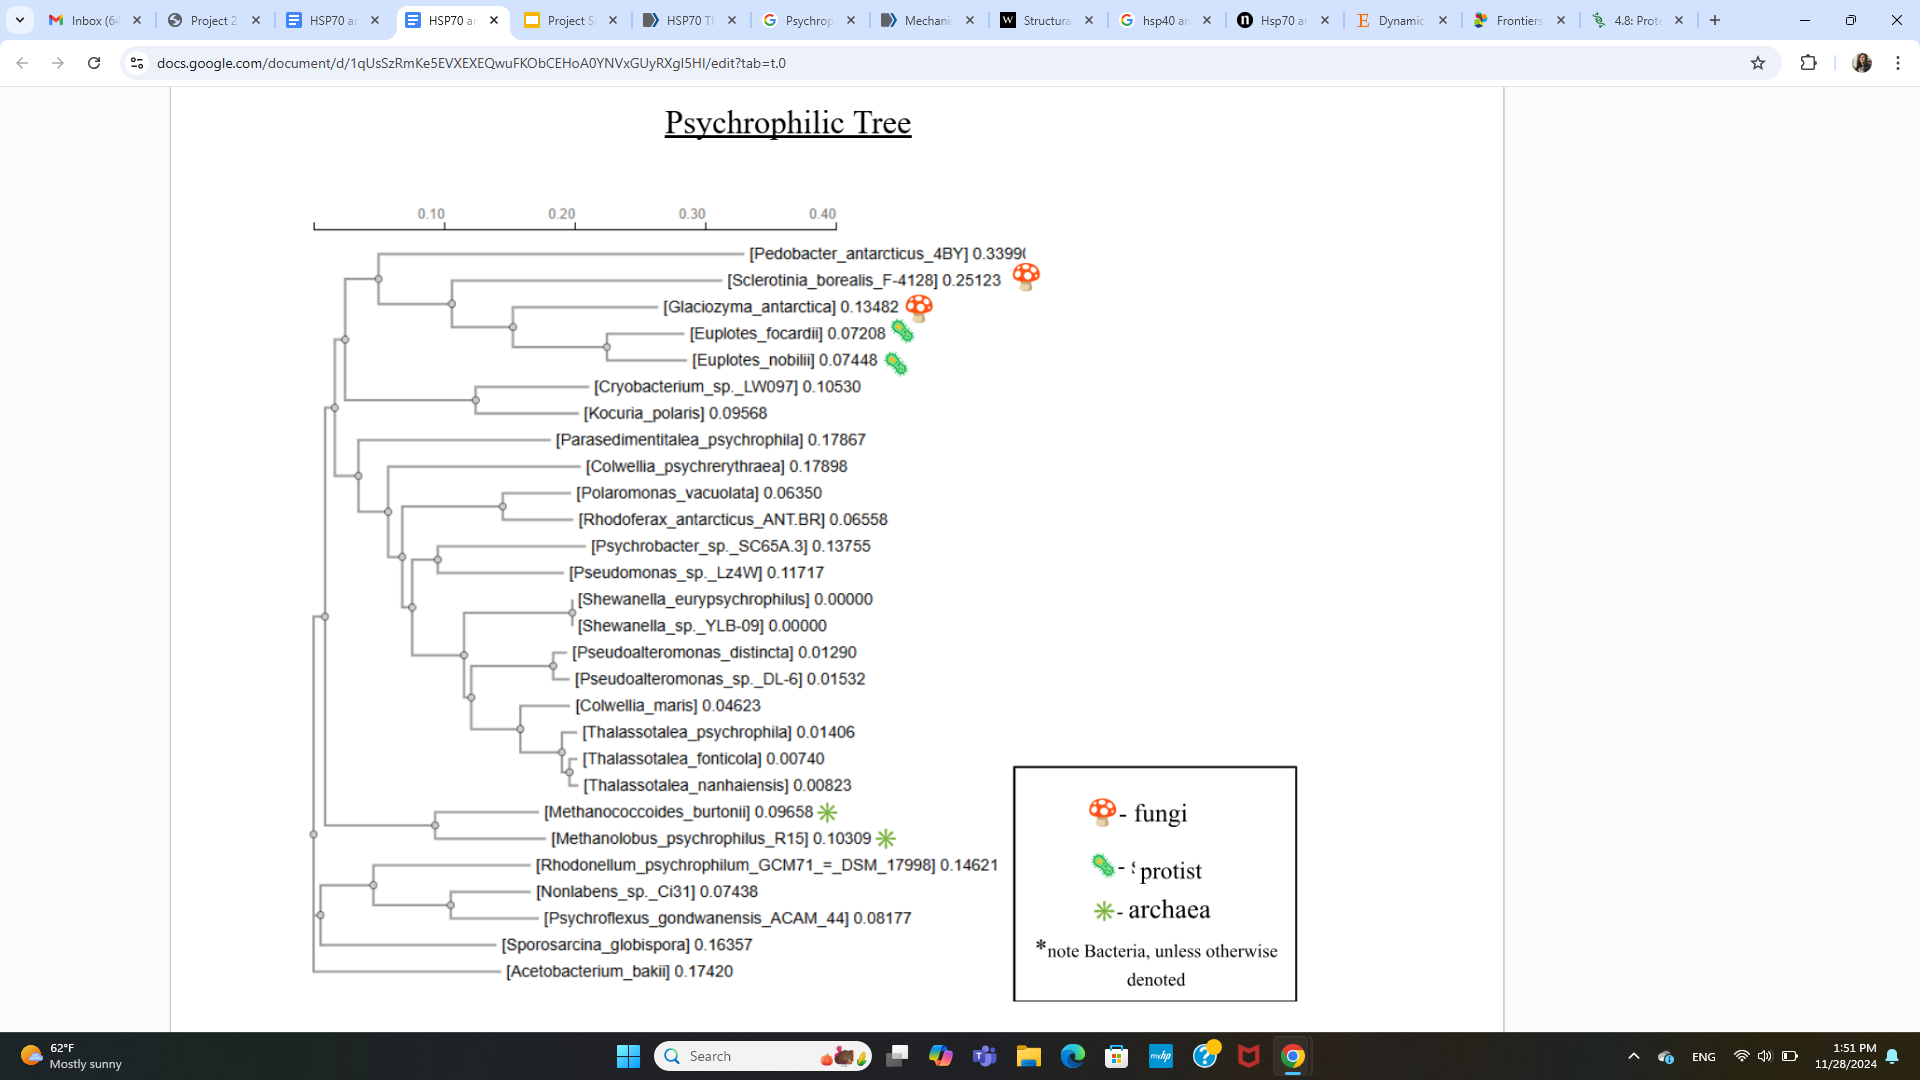 Inbox (64
Project 2
HSP70 ar
HSP70 ar
Project S
HSP70 Th
Psychrop
Mechanis
Structura
hsp40 an
Hsp70 ar
Dynamic
Frontiers
4.8: Prote
docs.google.com/document/d/1qUsSzRmKe5EVXEXEQwuFKObCEHoA0YNVxGUyRXgI5HI/edit?tab=t.0
Psychrophilic Tree
0.10 0.20 0.30 0.40
[Pedobacter_antarcticus_4BY] 0.33990
[Sclerotinia_borealis_F-4128] 0.25123
[Glaciozyma_antarctica] 0.13482
[Euplotes_focardii] 0.07208
[Euplotes_nobilii] 0.07448
[Cryobacterium_sp._LW097] 0.10530
[Kocuria_polaris] 0.09568
[Parasedimentitalea_psychrophila] 0.17867
[Colwellia_psychrerythraea] 0.17898
[Polaromonas_vacuolata] 0.06350
[Rhodoferax_antarcticus_ANT.BR] 0.06558
[Psychrobacter_sp._SC65A.3] 0.13755
[Pseudomonas_sp._Lz4W] 0.11717
[Shewanella_eurypsychrophilus] 0.00000
[Shewanella_sp._YLB-09] 0.00000
[Pseudoalteromonas_distincta] 0.01290
[Pseudoalteromonas_sp._DL-6] 0.01532
[Colwellia_maris] 0.04623
[Thalassotalea_psychrophila] 0.01406
[Thalassotalea_fonticola] 0.00740
[Thalassotalea_nanhaiensis] 0.00823
[Methanococcoides_burtonii] 0.09658
[Methanolobus_psychrophilus_R15] 0.10309
[Rhodonellum_psychrophilum_GCM71_=_DSM_17998] 0.14621
[Nonlabens_sp._Ci31] 0.07438
[Psychroflexus_gondwanensis_ACAM_44] 0.08177
[Sporosarcina_globispora] 0.16357
[Acetobacterium_bakii] 0.17420
- fungi
- protist
- archaea
*note Bacteria, unless otherwise
denoted
62°F
Mostly sunny
Search
myhp
ENG
1:51 PM
11/28/2024